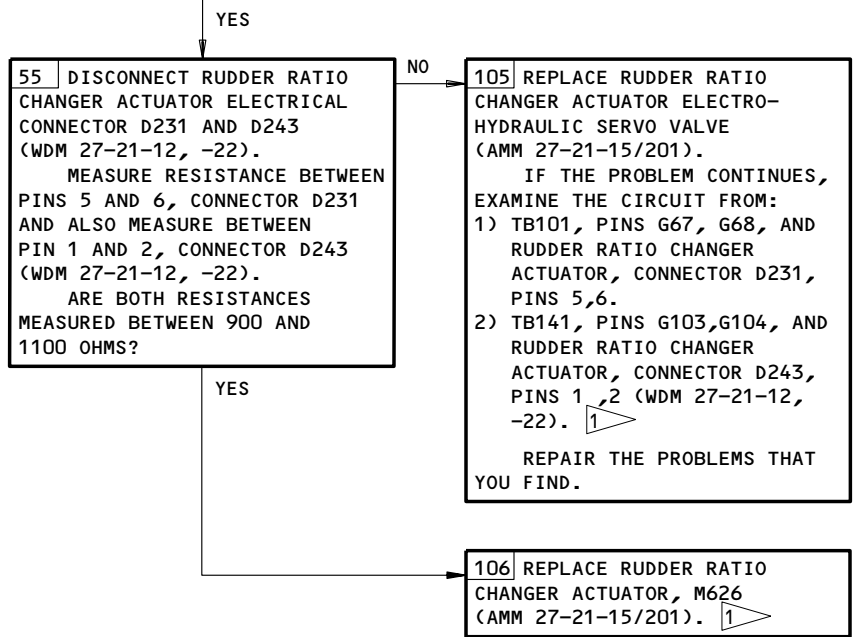 YES
55 DISCONNECT RUDDER RATIO
CHANGER ACTUATOR ELECTRICAL
CONNECTOR D231 AND D243
(WDM 27-21-12, -22).
MEASURE RESISTANCE BETWEEN
PINS 5 AND 6, CONNECTOR D231
AND ALSO MEASURE BETWEEN
PIN 1 AND 2, CONNECTOR D243
(WDM 27-21-12, -22).
ARE BOTH RESISTANCES
MEASURED BETWEEN 900 AND
1100 OHMS?
NO
105 REPLACE RUDDER RATIO
CHANGER ACTUATOR ELECTRO-
HYDRAULIC SERVO VALVE
(AMM 27-21-15/201).
IF THE PROBLEM CONTINUES,
EXAMINE THE CIRCUIT FROM:
1) TB101, PINS G67, G68, AND
RUDDER RATIO CHANGER
ACTUATOR, CONNECTOR D231,
PINS 5,6.
2) TB141, PINS G103,G104, AND
RUDDER RATIO CHANGER
ACTUATOR, CONNECTOR D243,
PINS 1 ,2 (WDM 27-21-12,
-22). 1
REPAIR THE PROBLEMS THAT
YOU FIND.
YES
106 REPLACE RUDDER RATIO
CHANGER ACTUATOR, M626
(AMM 27-21-15/201). 1